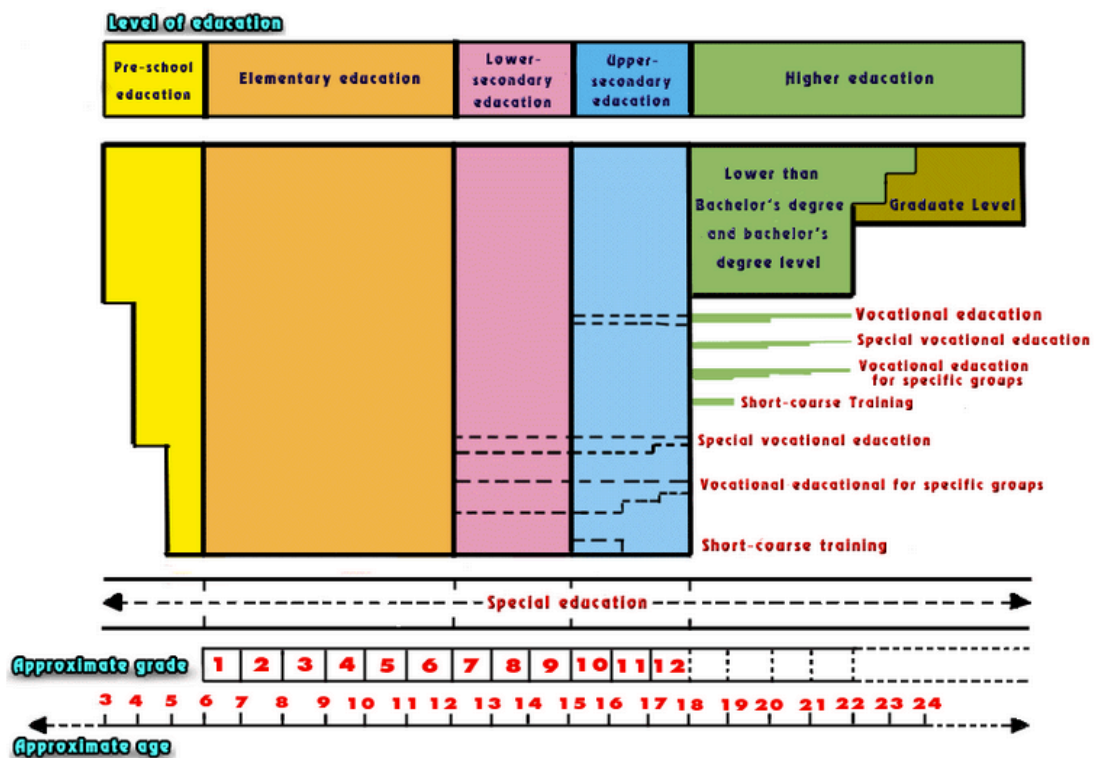 Level of education
Pre-school
education
Elementary education
Lower-
secondary
education
Upper-
secondary
education
Higher education
Lower than
Bachelor's degree
and bachelor's
degree level
Graduate Level
Vocational education
Special vocational education
Vocational education
for specific groups
Short-course Training
Special vocational education
Vocational educational for specific groups
Short-coarse training
Special education
Approximate grade 1 2 3 4 5 6 7 8 9 10 11 12
3 4 5 6 7 8 9 10 11 12 13 14 15 16 17 18 19 20 21 22 23 24
Approximate age